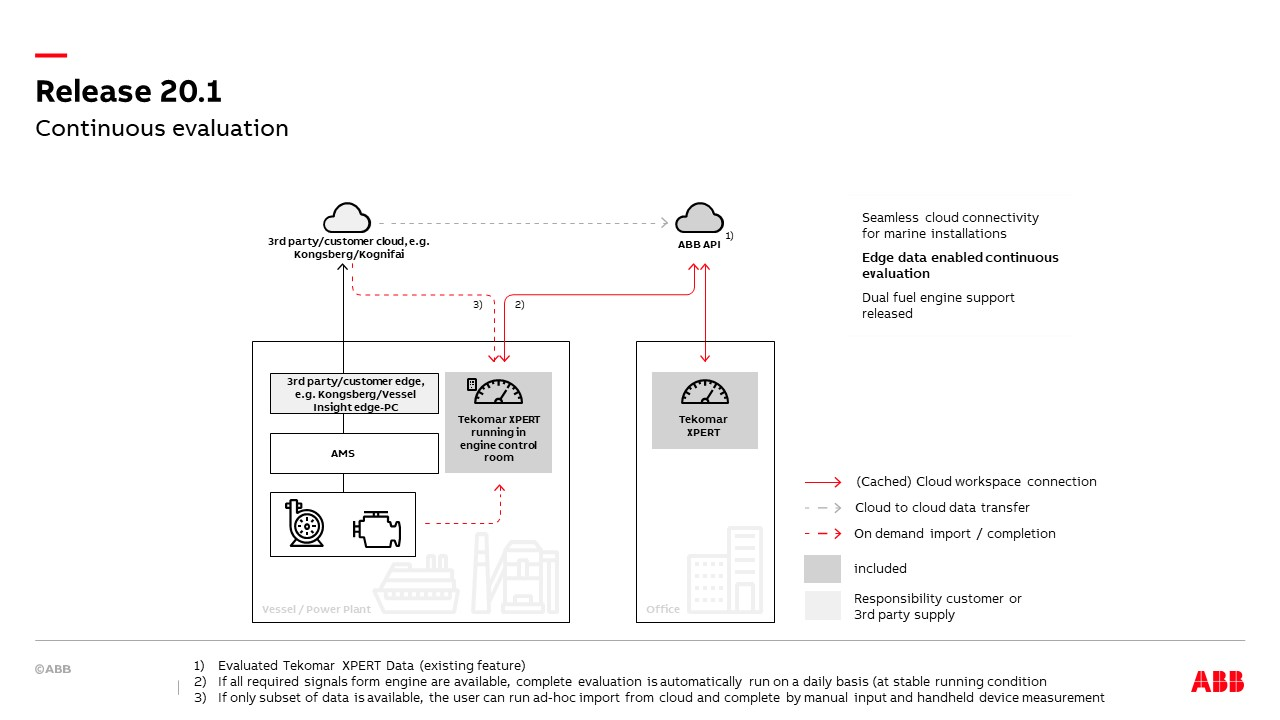 Release 20.1
Continuous evaluation
3rd party/customer cloud, e.g.
Kongsberg/Kognifai
ABB API
1)
3)
2)
3rd party/customer edge,
e.g. Kongsberg/Vessel
Insight edge-PC
AMS
Tekomar XPERT
running in
engine control
room
Vessel / Power Plant
Tekomar
XPERT
Office
Seamless cloud connectivity
for marine installations
Edge data enabled continuous
evaluation
Dual fuel engine support
released
(Cached) Cloud workspace connection
Cloud to cloud data transfer
On demand import / completion
included
Responsibility customer or
3rd party supply
©ABB
1) Evaluated Tekomar XPERT Data (existing feature)
2) If all required signals form engine are available, complete evaluation is automatically run on a daily basis (at stable running condition
3) If only subset of data is available, the user can run ad-hoc import from cloud and complete by manual input and handheld device measurement
ABB